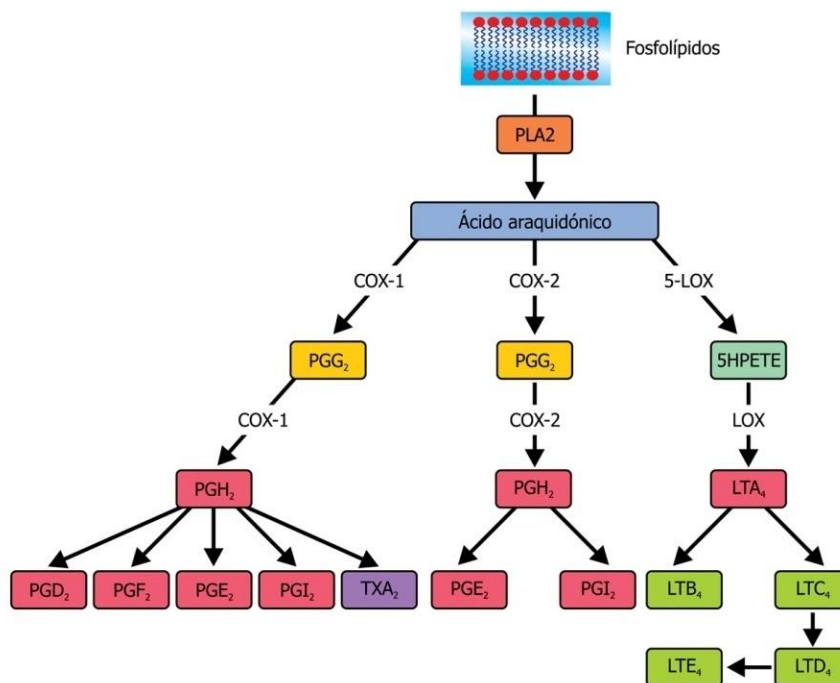 Fosfolípidos
PLA2
Ácido araquidónico
COX-1
COX-2
5-LOX
PGG₂
PGG₂
5HPETE
COX-1
COX-2
LOX
PGH₂
PGH₂
LTA₄
PGD₂
PGF₂
PGE₂
PGI₂
TXA₂
PGE₂
PGI₂
LTB₄
LTC₄
LTE₄
LTD₄